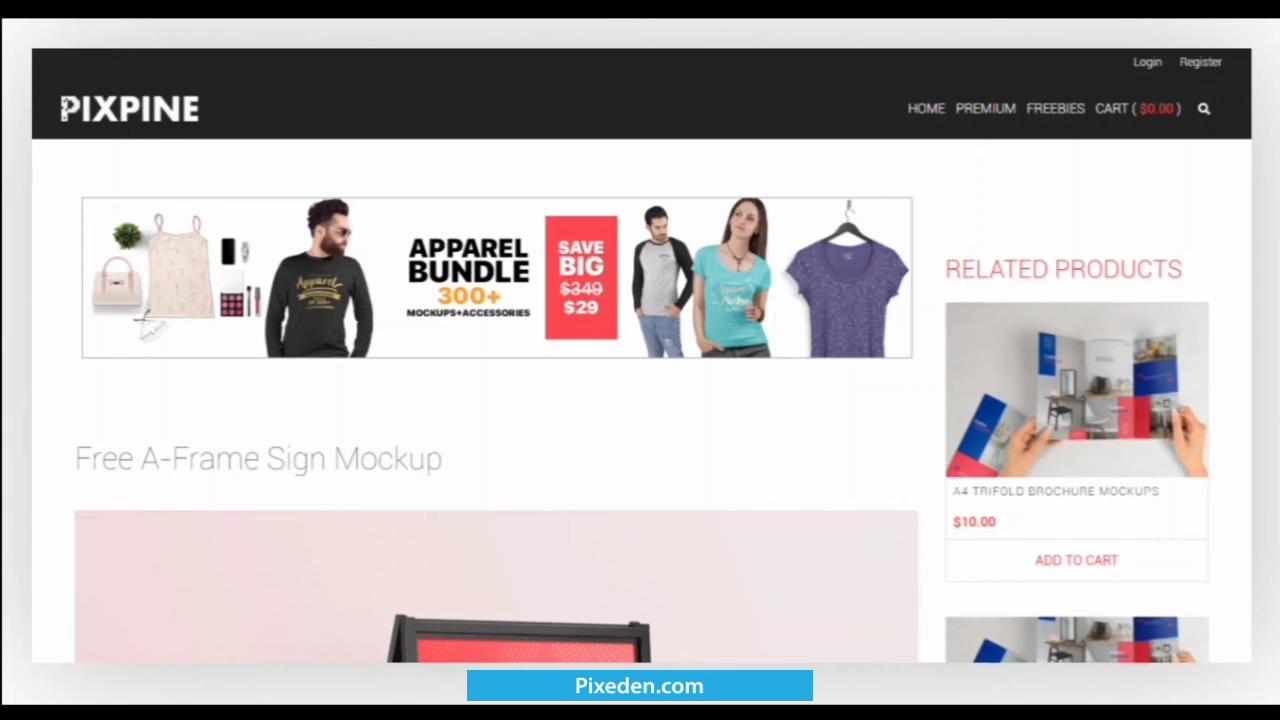 Login Register
PIXPINE
HOME PREMIUM FREEBIES CART ( $0.00 )
APPAREL
BUNDLE
300+
MOCKUPS+ACCESSORIES
SAVE
BIG
$349
$29
Apparel
RELATED PRODUCTS
Free A-Frame Sign Mockup
A4 TRIFOLD BROCHURE MOCKUPS
$10.00
ADD TO CART
Pixeden.com